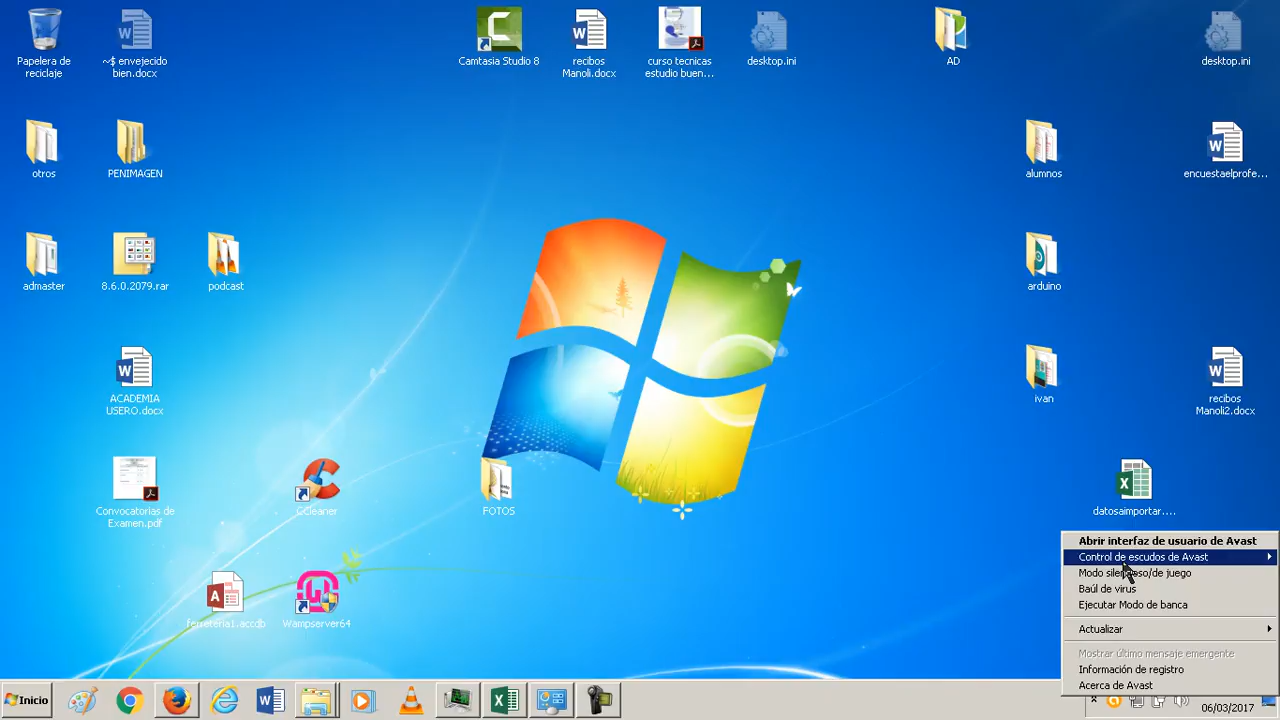 Papelera de
reciclaje
~$ envejecido
bien.docx
Camtasia Studio 8
recibos
Manoli.docx
curso tecnicas
estudio buen...
desktop.ini
AD
desktop.ini
otros
PENIMAGEN
alumnos
encuestaelprofe...
admaster
8.6.0.2079.rar
podcast
arduino
ACADEMIA
USERO.docx
ivan
recibos
Manoli2.docx
Convocatorias de
Examen.pdf
CCleaner
FOTOS
datosaimportar....
ferreteria1.accdb
Wampserver64
Abrir interfaz de usuario de Avast
Control de escudos de Avast
Modo silencioso/de juego
Baúl de virus
Ejecutar Modo de banca
Actualizar
Mostrar último mensaje emergente
Información de registro
Acerca de Avast
Inicio
06/03/2017